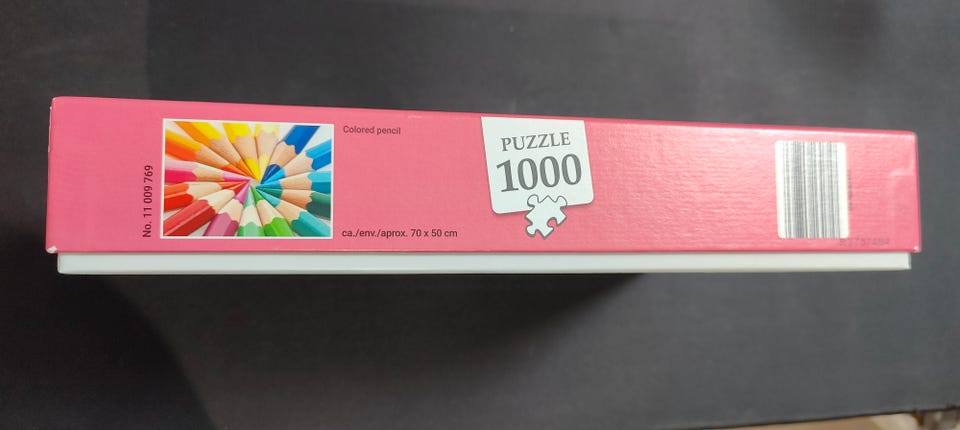 No. 11 009 769
Colored pencil
ca./env./aprox. 70 x 50 cm
PUZZLE
1000